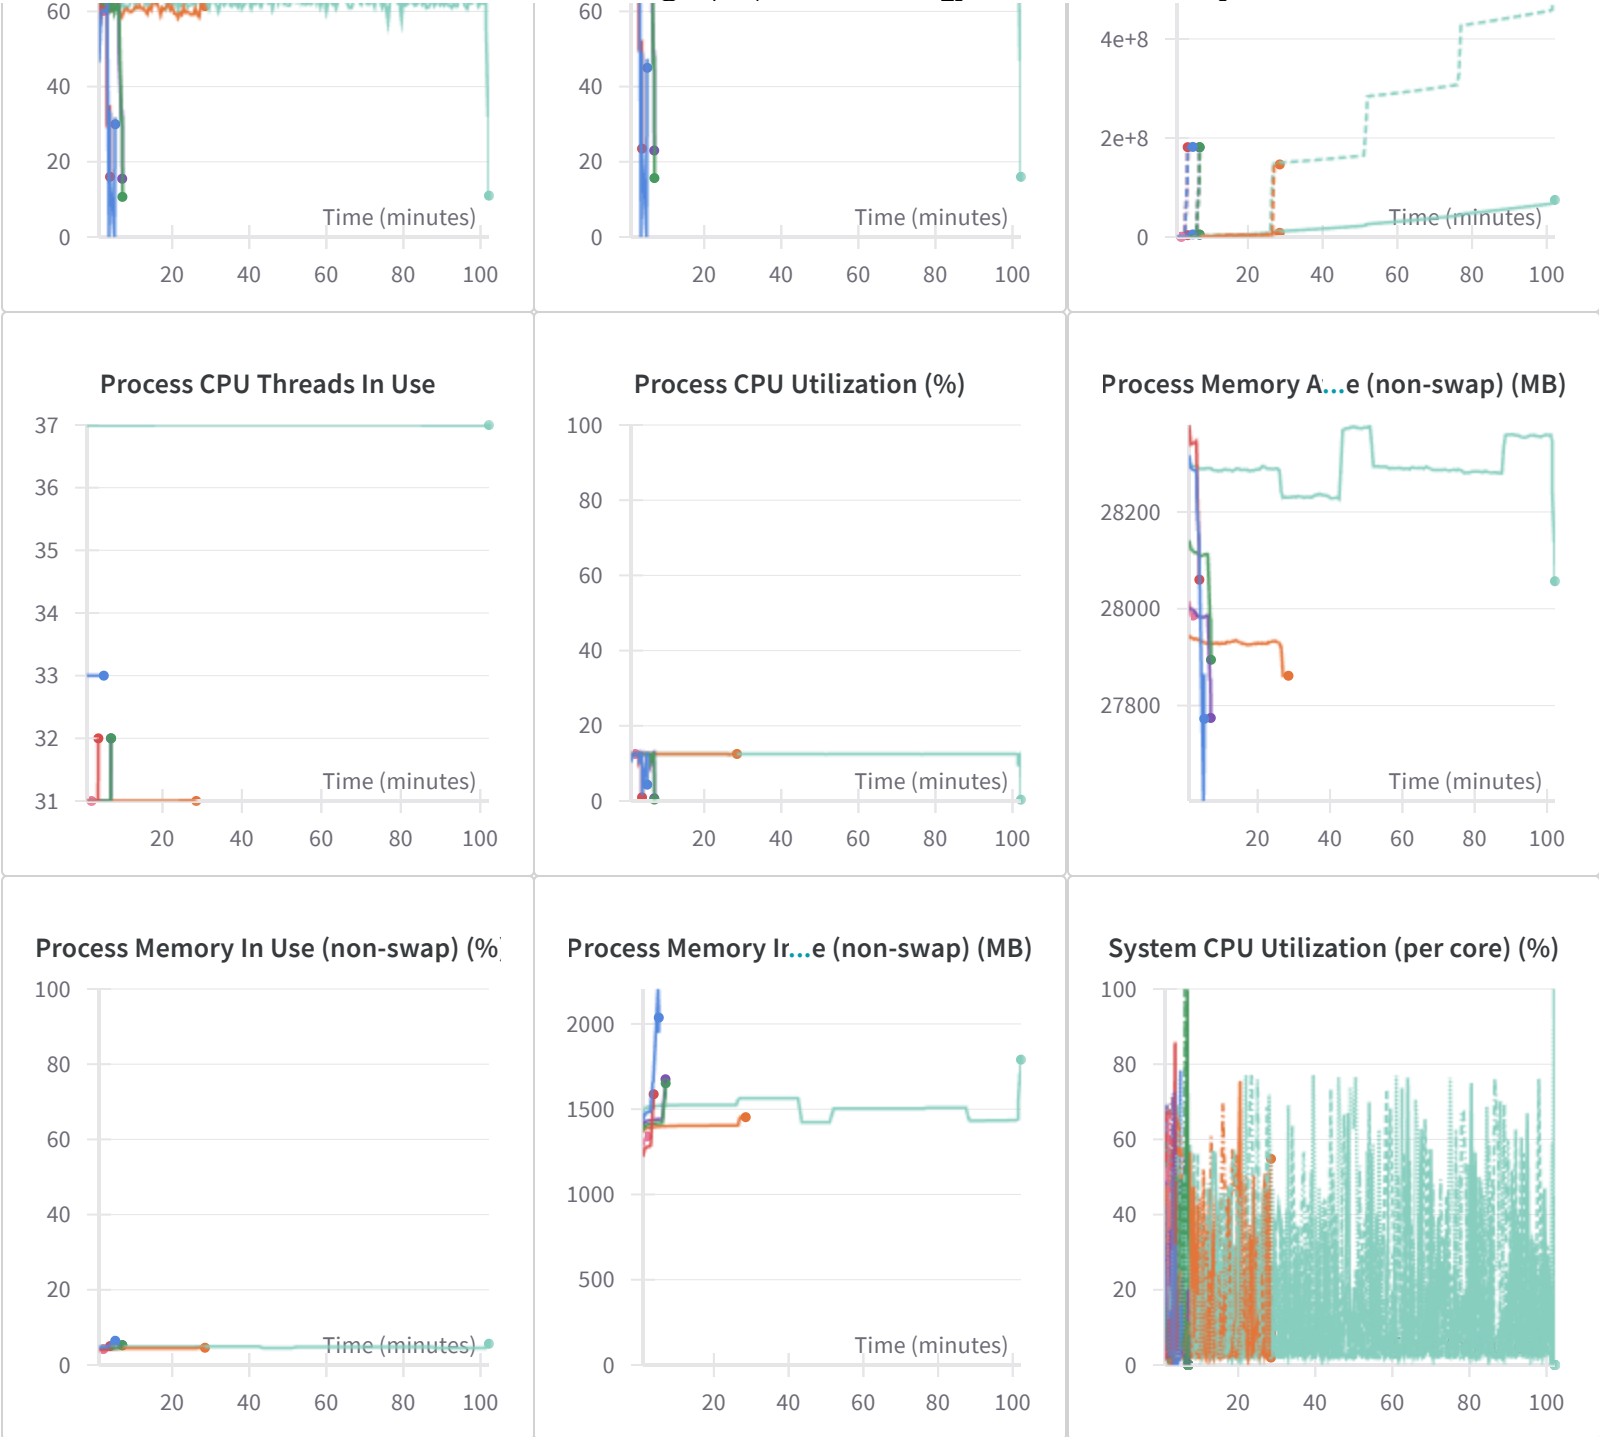 60
40
20
0
Time (minutes)
20 40 60 80 100
60
40
20
0
Time (minutes)
20 40 60 80 100
4e+8
2e+8
0
Time (minutes)
20 40 60 80 100
Process CPU Threads In Use
37
36
35
34
33
32
31
Time (minutes)
20 40 60 80 100
Process CPU Utilization (%)
100
80
60
40
20
0
Time (minutes)
20 40 60 80 100
Process Memory A...e (non-swap) (MB)
28200
28000
27800
Time (minutes)
20 40 60 80 100
Process Memory In Use (non-swap) (%)
100
80
60
40
20
0
Time (minutes)
20 40 60 80 100
Process Memory In...e (non-swap) (MB)
2000
1500
1000
500
0
Time (minutes)
20 40 60 80 100
System CPU Utilization (per core) (%)
100
80
60
40
20
0
20 40 60 80 100